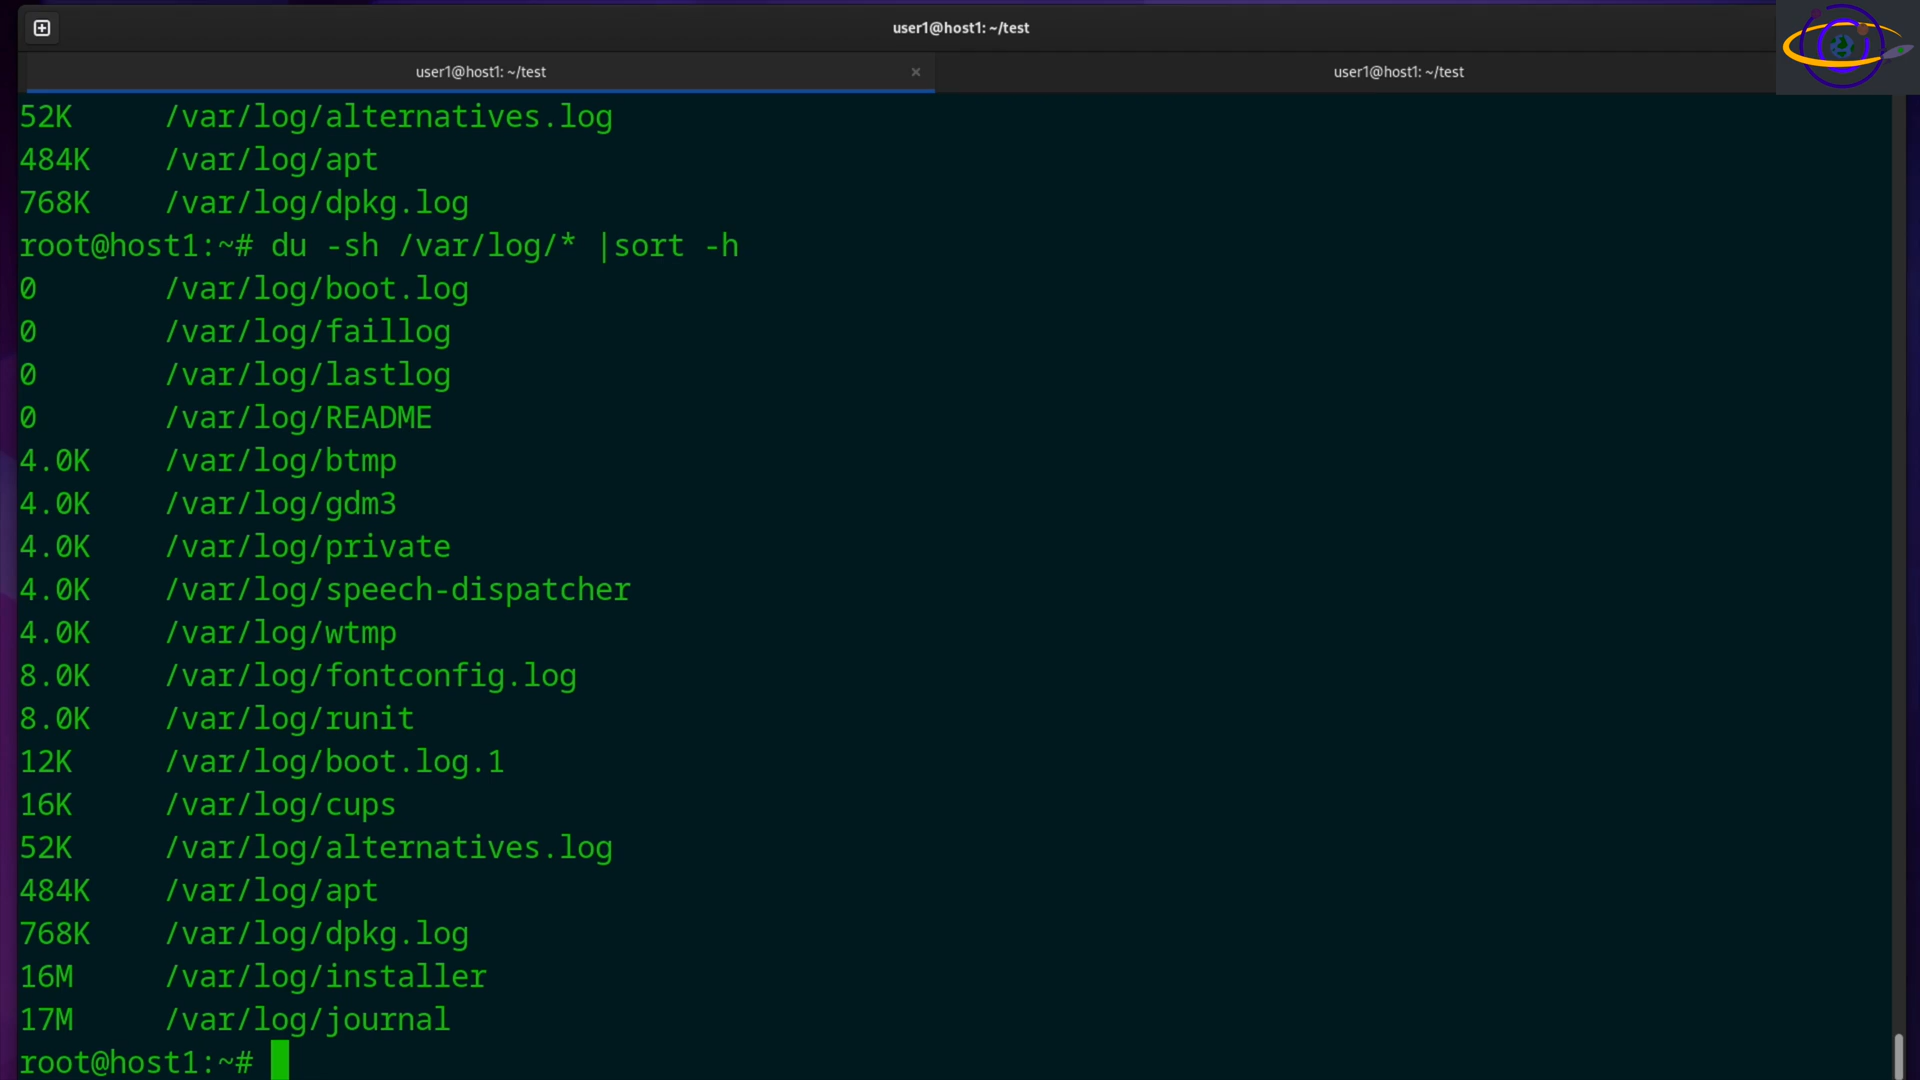 user1@host1: ~/test
user1@host1: ~/test × user1@host1: ~/test
52K /var/log/alternatives.log
484K /var/log/apt
768K /var/log/dpkg.log
root@host1:~# du -sh /var/log/* |sort -h
0 /var/log/boot.log
0 /var/log/faillog
0 /var/log/lastlog
0 /var/log/README
4.0K /var/log/btmp
4.0K /var/log/gdm3
4.0K /var/log/private
4.0K /var/log/speech-dispatcher
4.0K /var/log/wtmp
8.0K /var/log/fontconfig.log
8.0K /var/log/runit
12K /var/log/boot.log.1
16K /var/log/cups
52K /var/log/alternatives.log
484K /var/log/apt
768K /var/log/dpkg.log
16M /var/log/installer
17M /var/log/journal
root@host1:~#